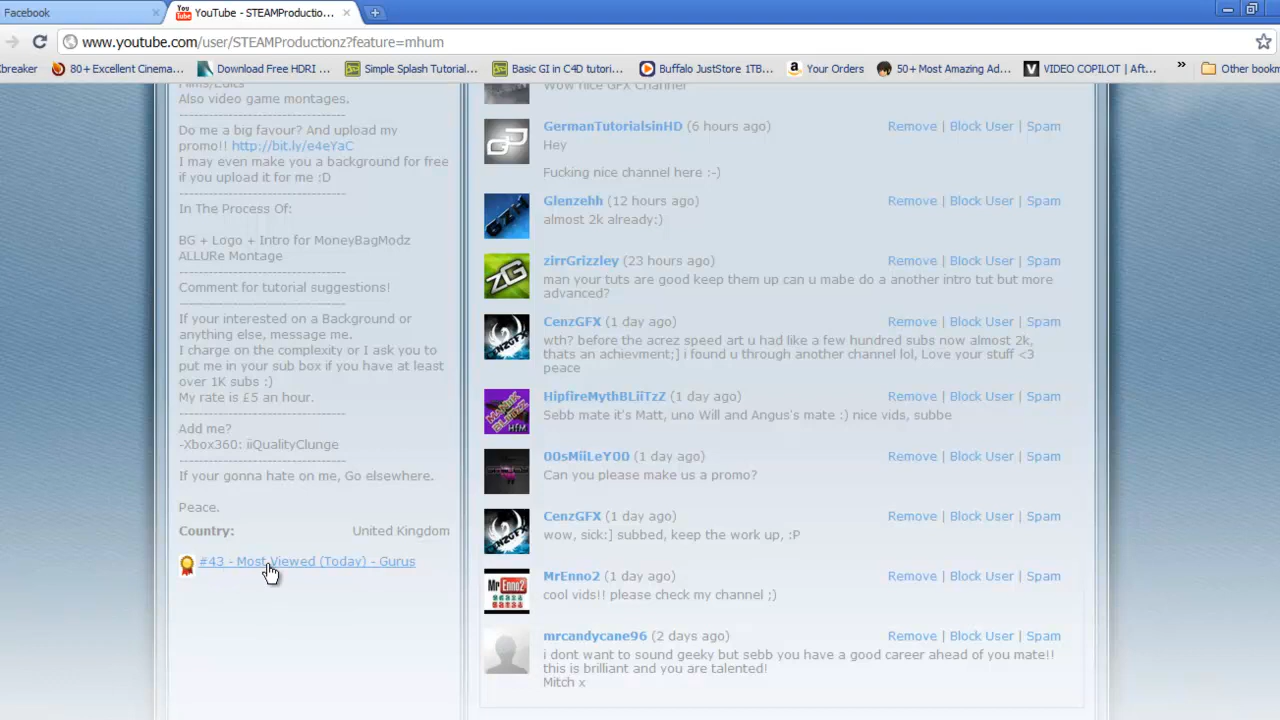 Facebook
YouTube - STEAMProductio...
www.youtube.com/user/STEAMProductionz?feature=mhum
xbreaker
80+ Excellent Cinema...
Download Free HDRI ...
Simple Splash Tutorial...
Basic GI in C4D tutori...
Buffalo JustStore 1TB...
Your Orders
50+ Most Amazing Ad...
VIDEO COPILOT | Aft...
»
Other bookm
Films/Edits
Also video game montages.
------------------------------
Do me a big favour? And upload my
promo!! http://bit.ly/e4eYaC
I may even make you a background for free
if you upload it for me :D
------------------------------
In The Process Of:
BG + Logo + Intro for MoneyBagModz
ALLURe Montage
------------------------------
Comment for tutorial suggestions!
------------------------------
If your interested on a Background or
anything else, message me.
I charge on the complexity or I ask you to
put me in your sub box if you have at least
over 1K subs :)
My rate is £5 an hour.
------------------------------
Add me?
-Xbox360: iiQualityClunge
------------------------------
If your gonna hate on me, Go elsewhere.
Peace.
Country: United Kingdom
#43 - Most Viewed (Today) - Gurus
Wow nice GFX Channel
GermanTutorialsinHD (6 hours ago) Remove | Block User | Spam
Hey
Fucking nice channel here :-)
Glenzehh (12 hours ago) Remove | Block User | Spam
almost 2k already:)
zirrGrizzley (23 hours ago) Remove | Block User | Spam
man your tuts are good keep them up can u mabe do a another intro tut but more
advanced?
CenzGFX (1 day ago) Remove | Block User | Spam
wth? before the acrez speed art u had like a few hundred subs now almost 2k,
thats an achievment;] i found u through another channel lol, Love your stuff <3
peace
HipfireMythBLiiTzZ (1 day ago) Remove | Block User | Spam
Sebb mate it's Matt, uno Will and Angus's mate :) nice vids, subbe
00sMiiLeY00 (1 day ago) Remove | Block User | Spam
Can you please make us a promo?
CenzGFX (1 day ago) Remove | Block User | Spam
wow, sick:] subbed, keep the work up, :P
MrEnno2 (1 day ago) Remove | Block User | Spam
cool vids!! please check my channel ;)
mrcandycane96 (2 days ago) Remove | Block User | Spam
i dont want to sound geeky but sebb you have a good career ahead of you mate!!
this is brilliant and you are talented!
Mitch x